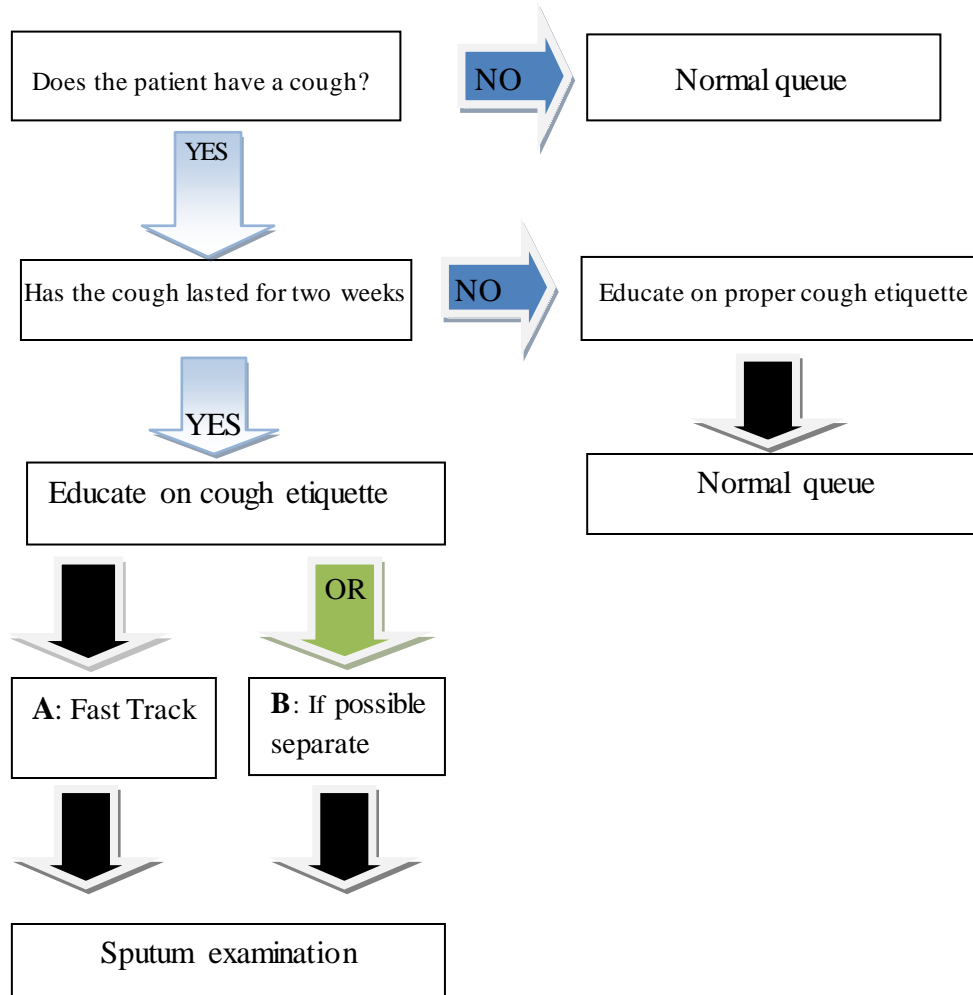 Does the patient have a cough?
NO
Normal queue
YES
Has the cough lasted for two weeks
NO
Educate on proper cough etiquette
YES
Normal queue
Educate on cough etiquette
OR
A: Fast Track
B: If possible
separate
Sputum examination